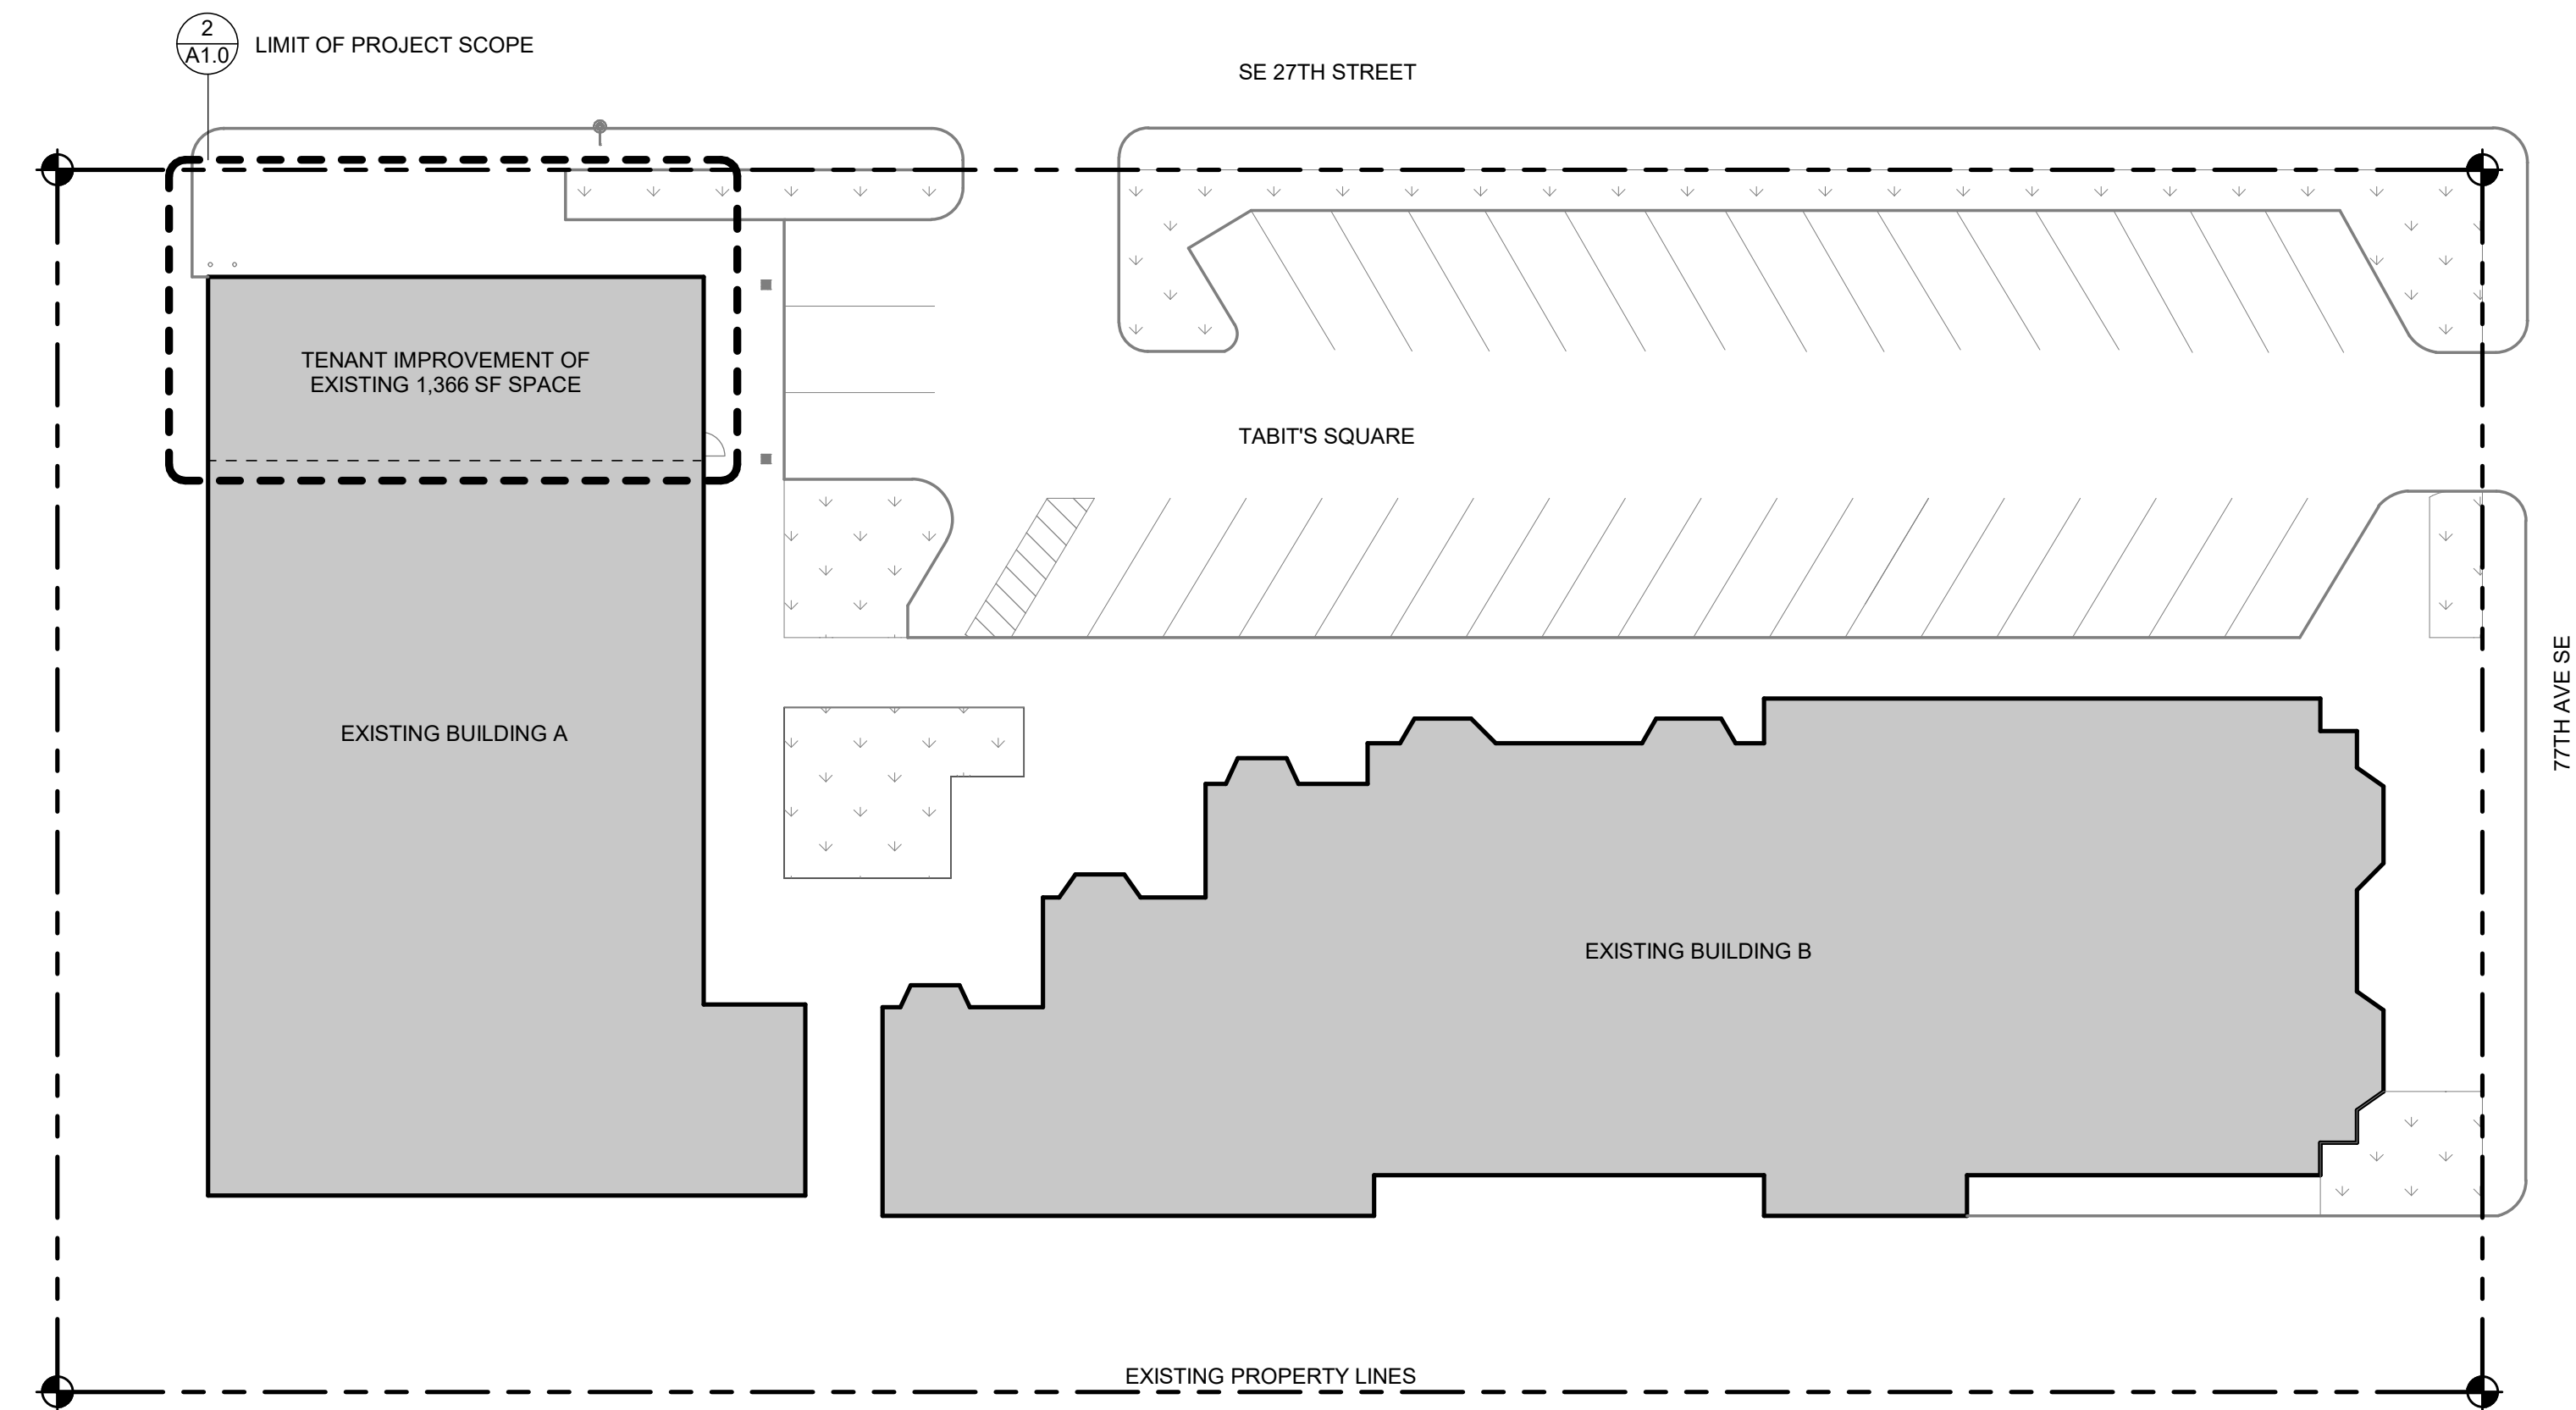 2
A1.0
LIMIT OF PROJECT SCOPE
SE 27TH STREET
TENANT IMPROVEMENT OF
EXISTING 1,366 SF SPACE
TABIT'S SQUARE
77TH AVE SE
EXISTING BUILDING A
EXISTING BUILDING B
EXISTING PROPERTY LINES